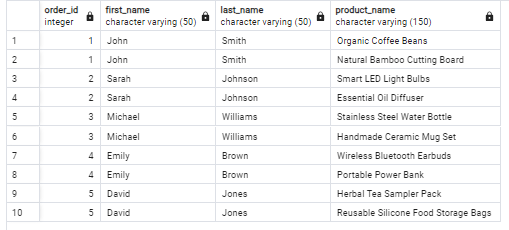 order_id first_name last_name product_name
integer character varying (50) character varying (50) character varying (150)
1 1 John Smith Organic Coffee Beans
2 1 John Smith Natural Bamboo Cutting Board
3 2 Sarah Johnson Smart LED Light Bulbs
4 2 Sarah Johnson Essential Oil Diffuser
5 3 Michael Williams Stainless Steel Water Bottle
6 3 Michael Williams Handmade Ceramic Mug Set
7 4 Emily Brown Wireless Bluetooth Earbuds
8 4 Emily Brown Portable Power Bank
9 5 David Jones Herbal Tea Sampler Pack
10 5 David Jones Reusable Silicone Food Storage Bags